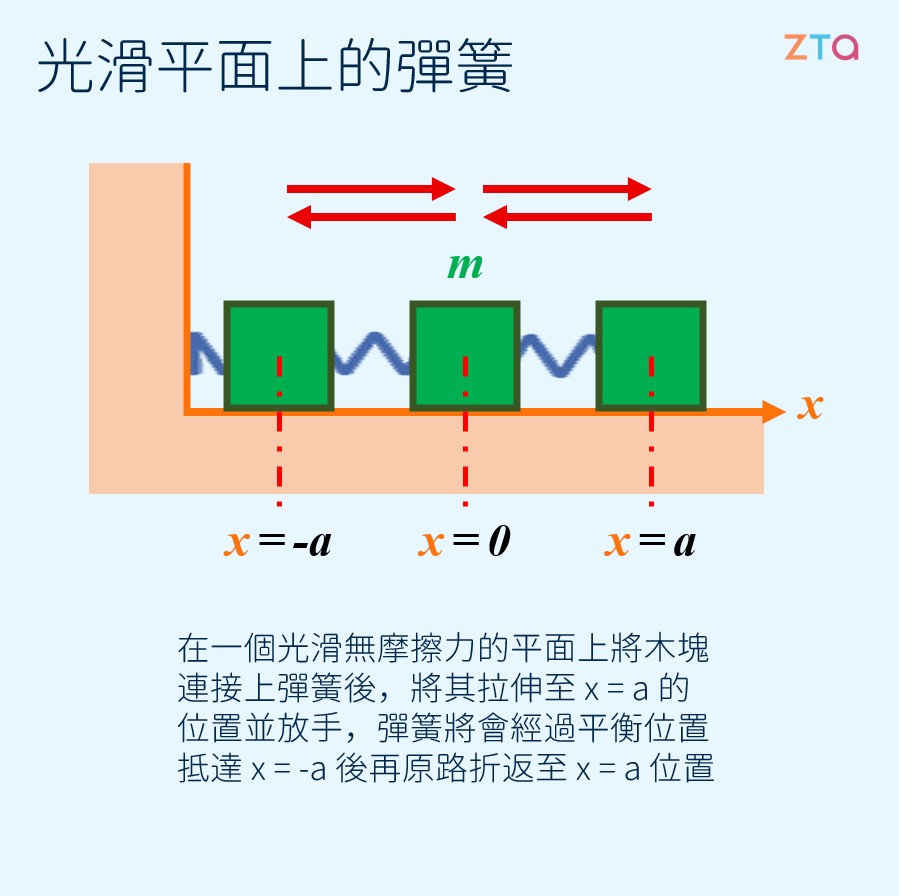 光滑平面上的彈簧
ZTa
m
x
x = -a
x = 0
x = a
在一個光滑無摩擦力的平面上將木塊
連接上彈簧後，將其拉伸至 x = a 的
位置並放手，彈簧將會經過平衡位置
抵達 x = -a 後再原路折返至 x = a 位置